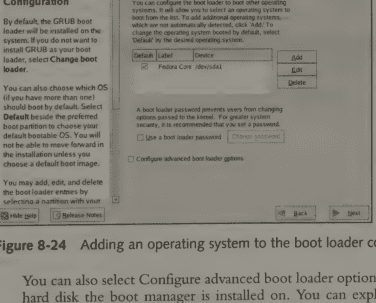 Configuration
By default, the GRUB boot
loader will be installed on the
system. If you do not want to
install GRUB as your boot
loader, select Change boot
loader.
You can also choose which OS
(if you have more than one)
should boot by default. Select
Default beside the preferred
boot partition to choose your
default bootable OS. You will
not be able to move forward in
the installation unless you
choose a default boot image.
You may add, edit, and delete
the boot loader entries by
selecting a partition with your
Hide Help
Release Notes
You can configure the boot loader to boot other operating
systems. It will allow you to select an operating system to
boot from the list. To add additional operating systems,
which are not automatically detected, click 'Add.' To
change the operating system booted by default, select
'Default' by the desired operating system.
Default Label Device
Fedora Core
Add
Edit
Delete
A boot loader password prevents users from changing
options passed to the kernel. For greater system
security, it is recommended that you set a password.
Use a boot loader password Change password
Configure advanced boot loader options
Back
Next
igure 8-24 Adding an operating system to the boot loader co
You can also select Configure advanced boot loader option
hard disk the boot manager is installed on. You can expl